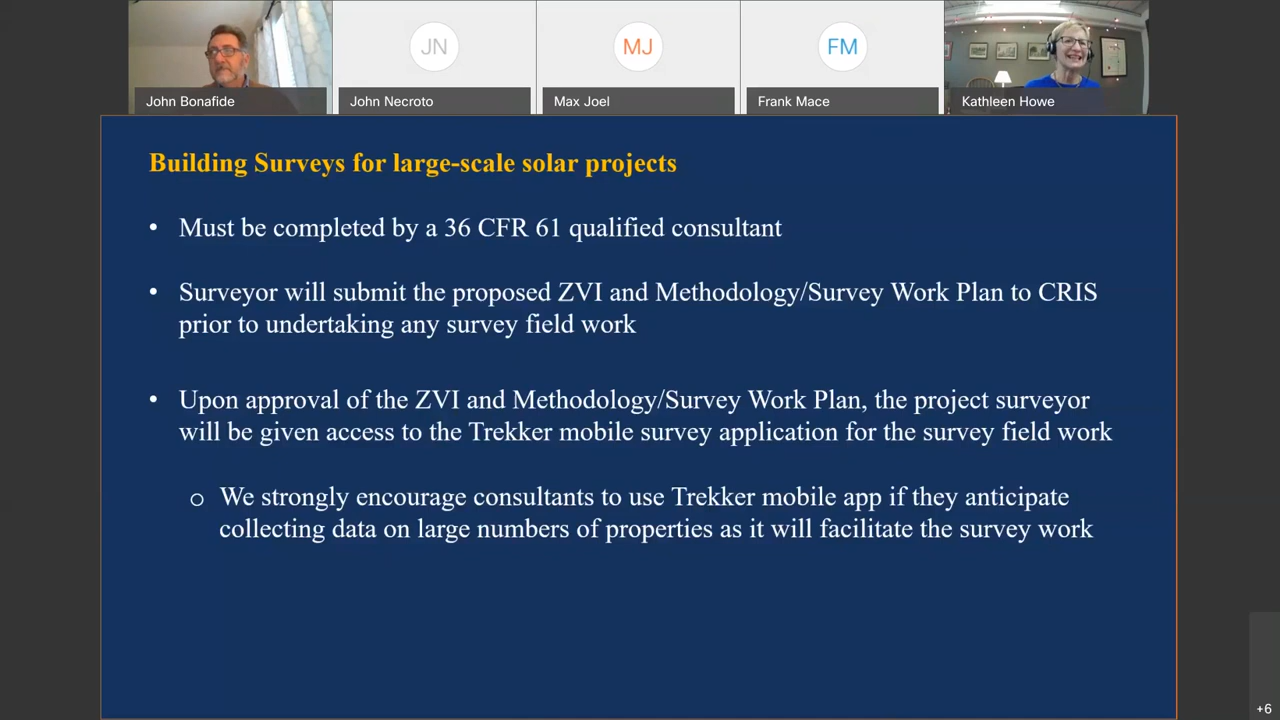 JN
MJ
FM
John Bonafide
John Necroto
Max Joel
Frank Mace
Kathleen Howe
Building Surveys for large-scale solar projects
• Must be completed by a 36 CFR 61 qualified consultant
• Surveyor will submit the proposed ZVI and Methodology/Survey Work Plan to CRIS
prior to undertaking any survey field work
• Upon approval of the ZVI and Methodology/Survey Work Plan, the project surveyor
will be given access to the Trekker mobile survey application for the survey field work
o We strongly encourage consultants to use Trekker mobile app if they anticipate
collecting data on large numbers of properties as it will facilitate the survey work
+6